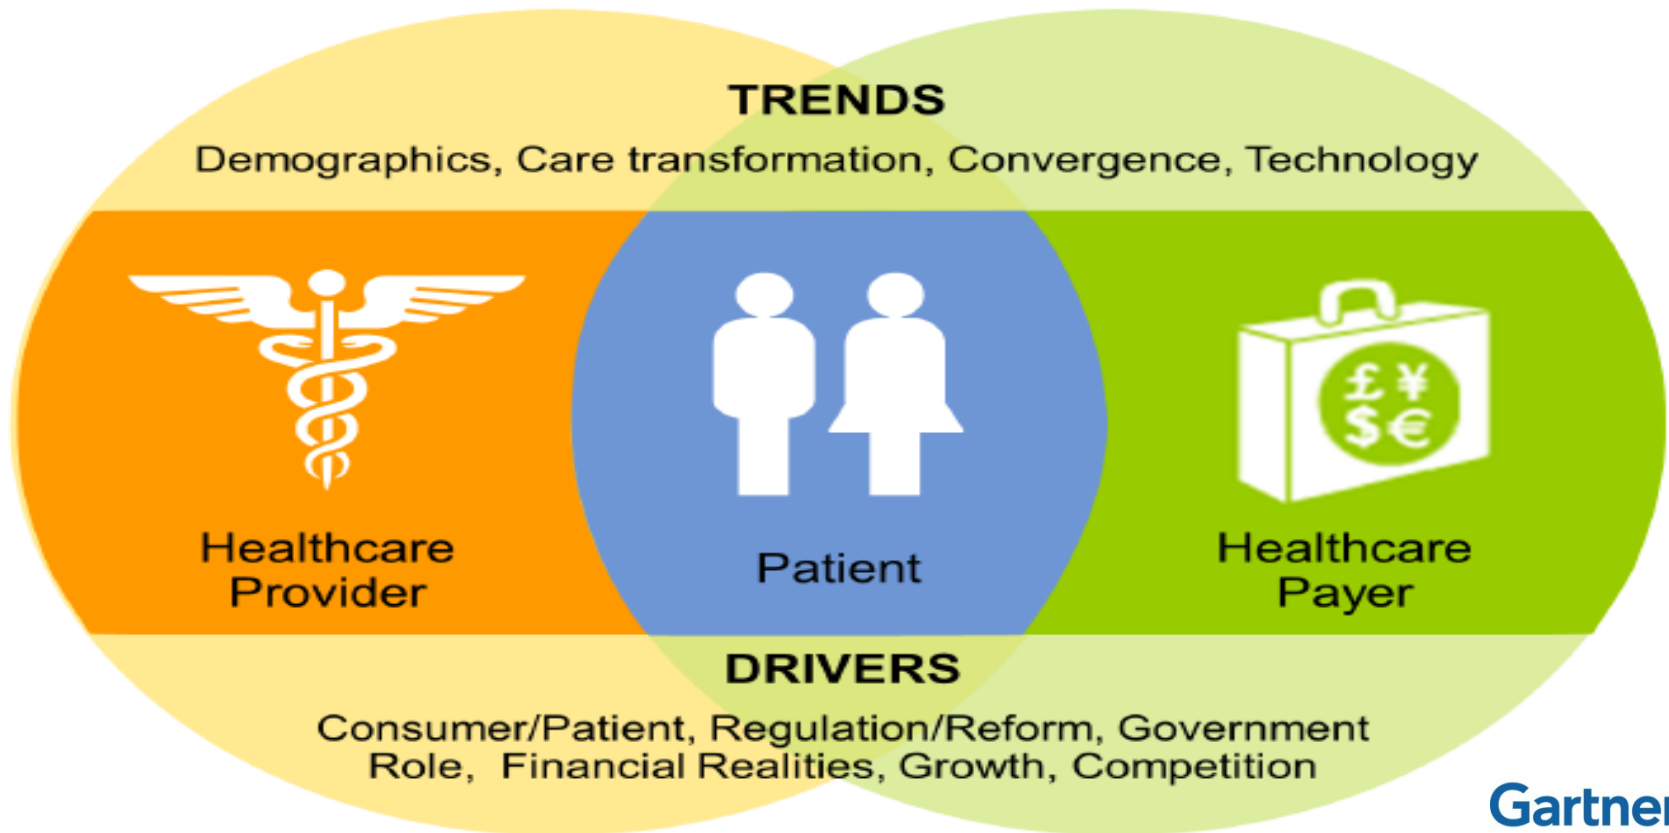 TRENDS
Demographics, Care transformation, Convergence, Technology
£ ¥
$ €
Healthcare
Provider
Patient
Healthcare
Payer
DRIVERS
Consumer/Patient, Regulation/Reform, Government
Role, Financial Realities, Growth, Competition
Gartner